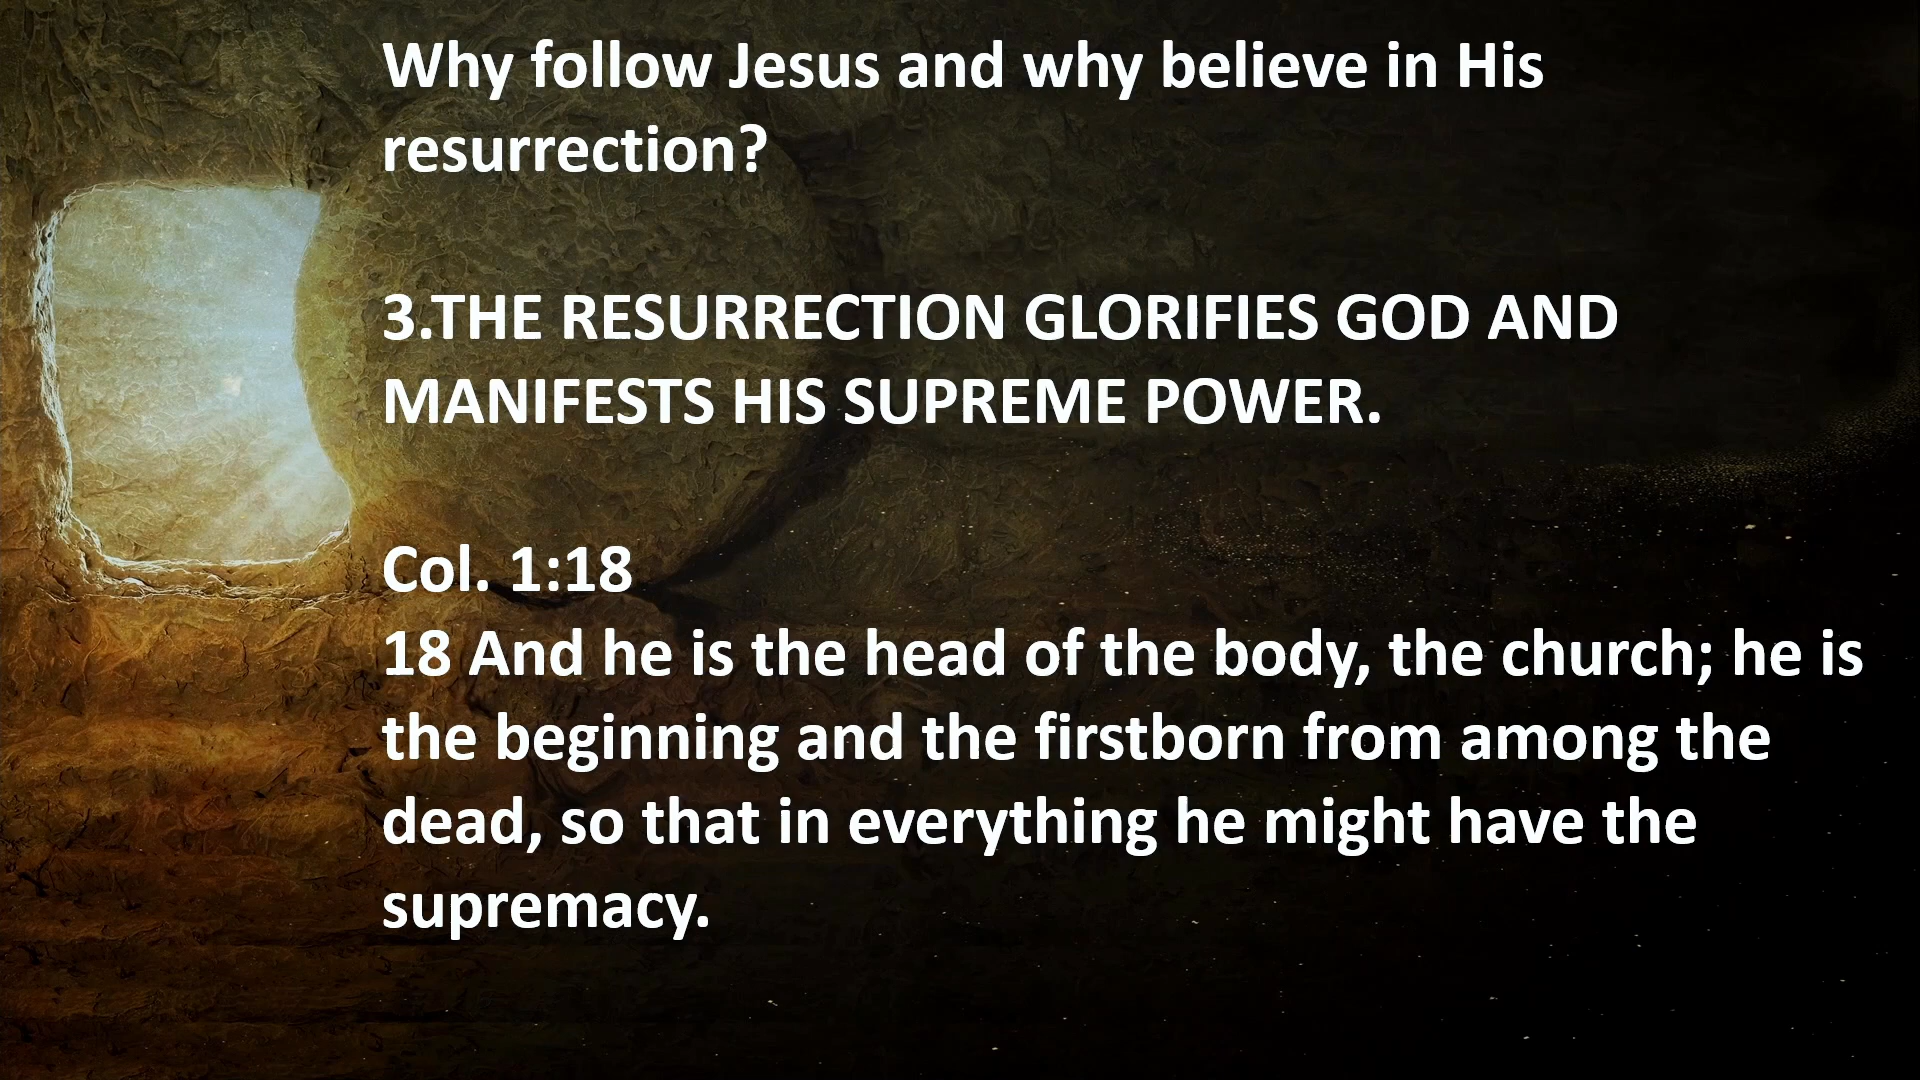 Why follow Jesus and why believe in His
resurrection?
3.THE RESURRECTION GLORIFIES GOD AND
MANIFESTS HIS SUPREME POWER.
Col. 1:18
18 And he is the head of the body, the church; he is
the beginning and the firstborn from among the
dead, so that in everything he might have the
supremacy.